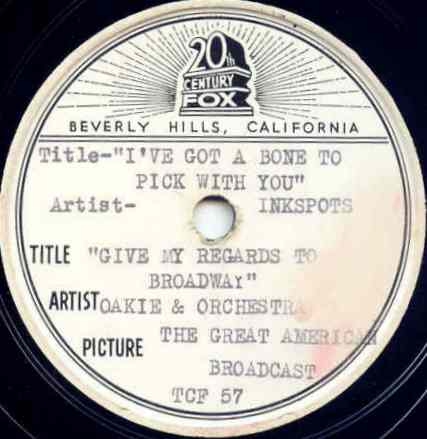 20th
CENTURY
FOX
BEVERLY HILLS, CALIFORNIA
Title-"I'VE GOT A BONE TO
PICK WITH YOU"
Artist- INKSPOTS
TITLE "GIVE MY REGARDS TO
BROADWAY"
ARTIST OAKIE & ORCHESTRA
PICTURE THE GREAT AMERICAN
BROADCAST
TCF 57